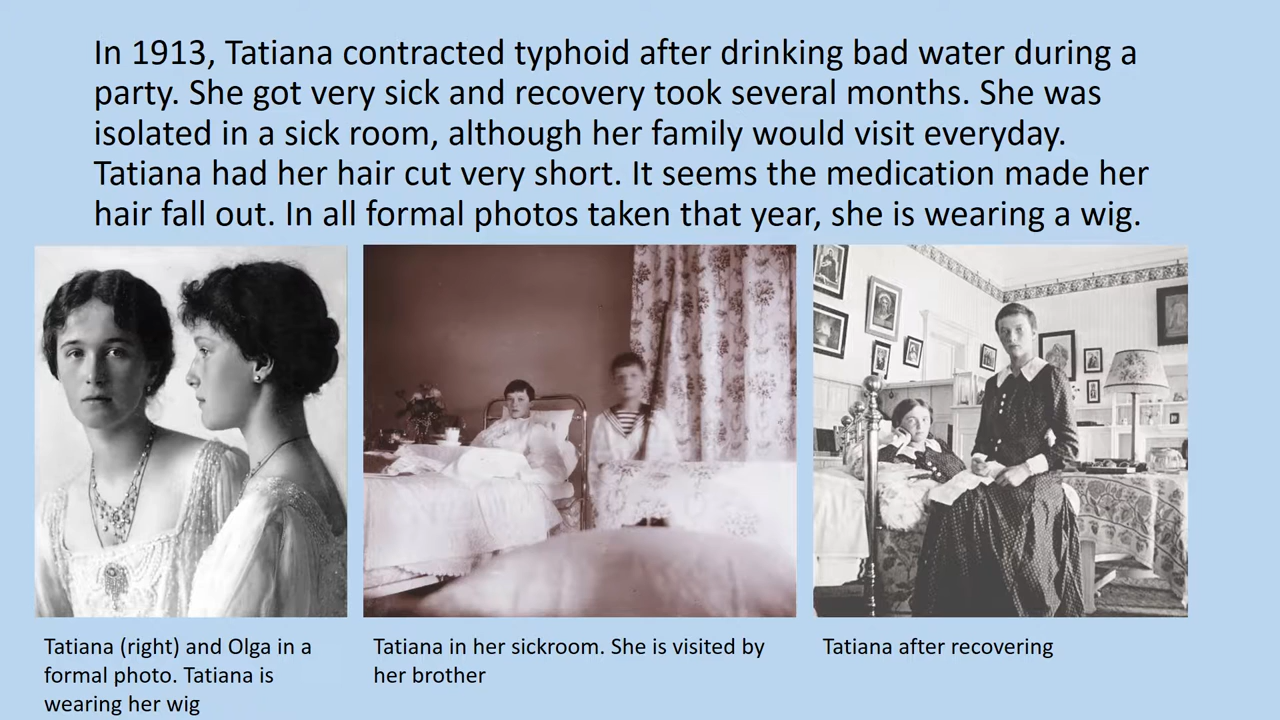 In 1913, Tatiana contracted typhoid after drinking bad water during a
party. She got very sick and recovery took several months. She was
isolated in a sick room, although her family would visit everyday.
Tatiana had her hair cut very short. It seems the medication made her
hair fall out. In all formal photos taken that year, she is wearing a wig.
Tatiana (right) and Olga in a
formal photo. Tatiana is
wearing her wig
Tatiana in her sickroom. She is visited by
her brother
Tatiana after recovering